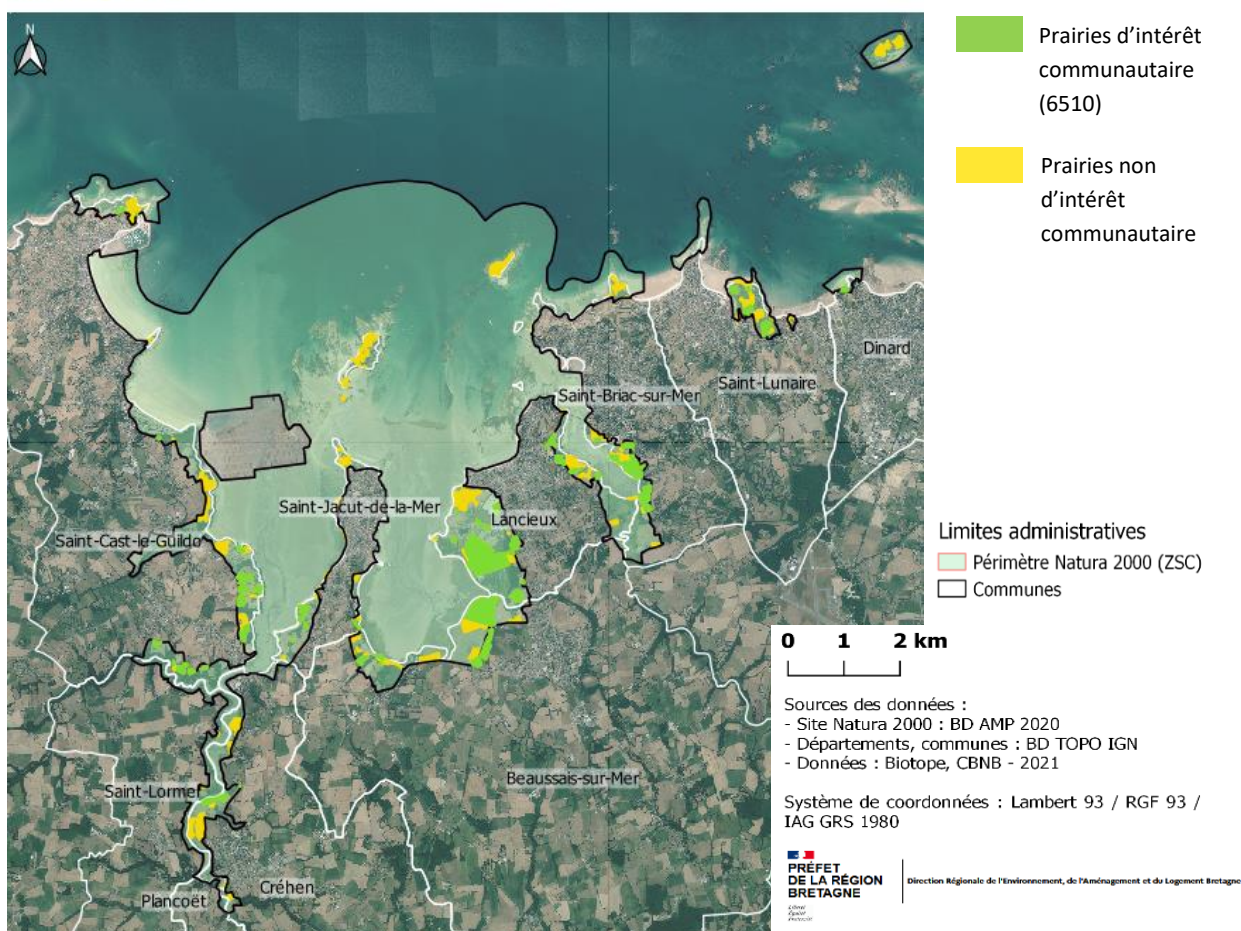 N
Prairies d'intérêt
communautaire
(6510)
Prairies non
d'intérêt
communautaire
Dinard
Saint-Lunaire
Saint-Briac-sur-Mer
Saint-Jacut-de-la-Mer
Lancieux
Saint-Cast-le-Guildo
Beaussais-sur-Mer
Saint-Lormel
Créhen
Plancoët
Limites administratives
Périmètre Natura 2000 (ZSC)
Communes
0 1 2 km
Sources des données :
- Site Natura 2000 : BD AMP 2020
- Départements, communes : BD TOPO IGN
- Données : Biotope, CBNB - 2021
Système de coordonnées : Lambert 93 / RGF 93 /
IAG GRS 1980
PRÉFET
DE LA RÉGION
BRETAGNE
Liberté
Égalité
Fraternité
Direction Régionale de l'Environnement, de l'Aménagement et du Logement Bretagne